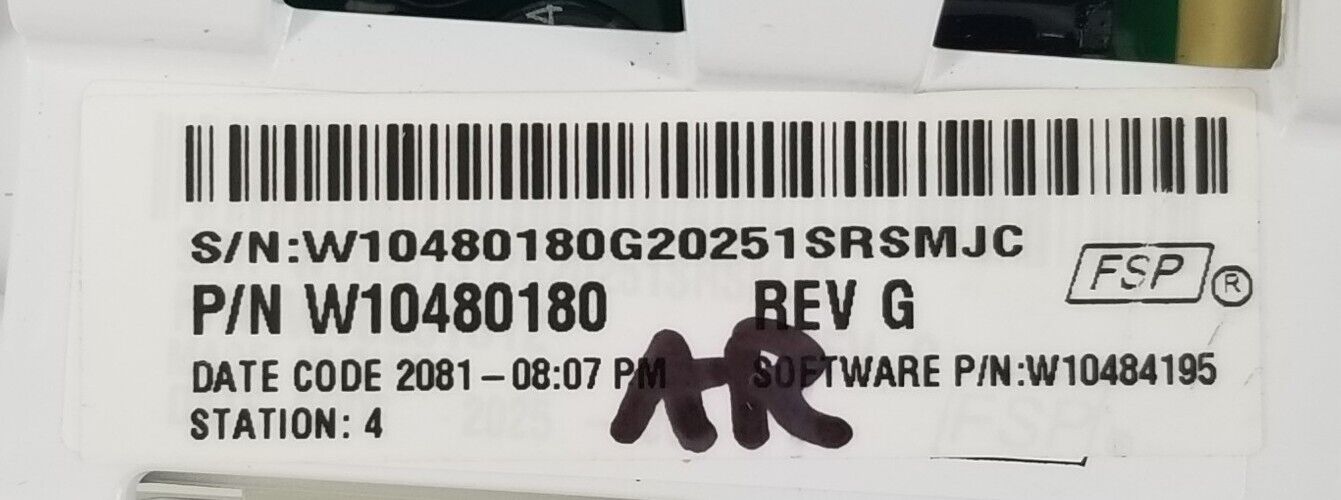 S/N:W10480180G20251SRSMJC
P/N W10480180 REV G
FSP ®
DATE CODE 2081-08:07 PM SOFTWARE P/N:W10484195
STATION: 4
AR